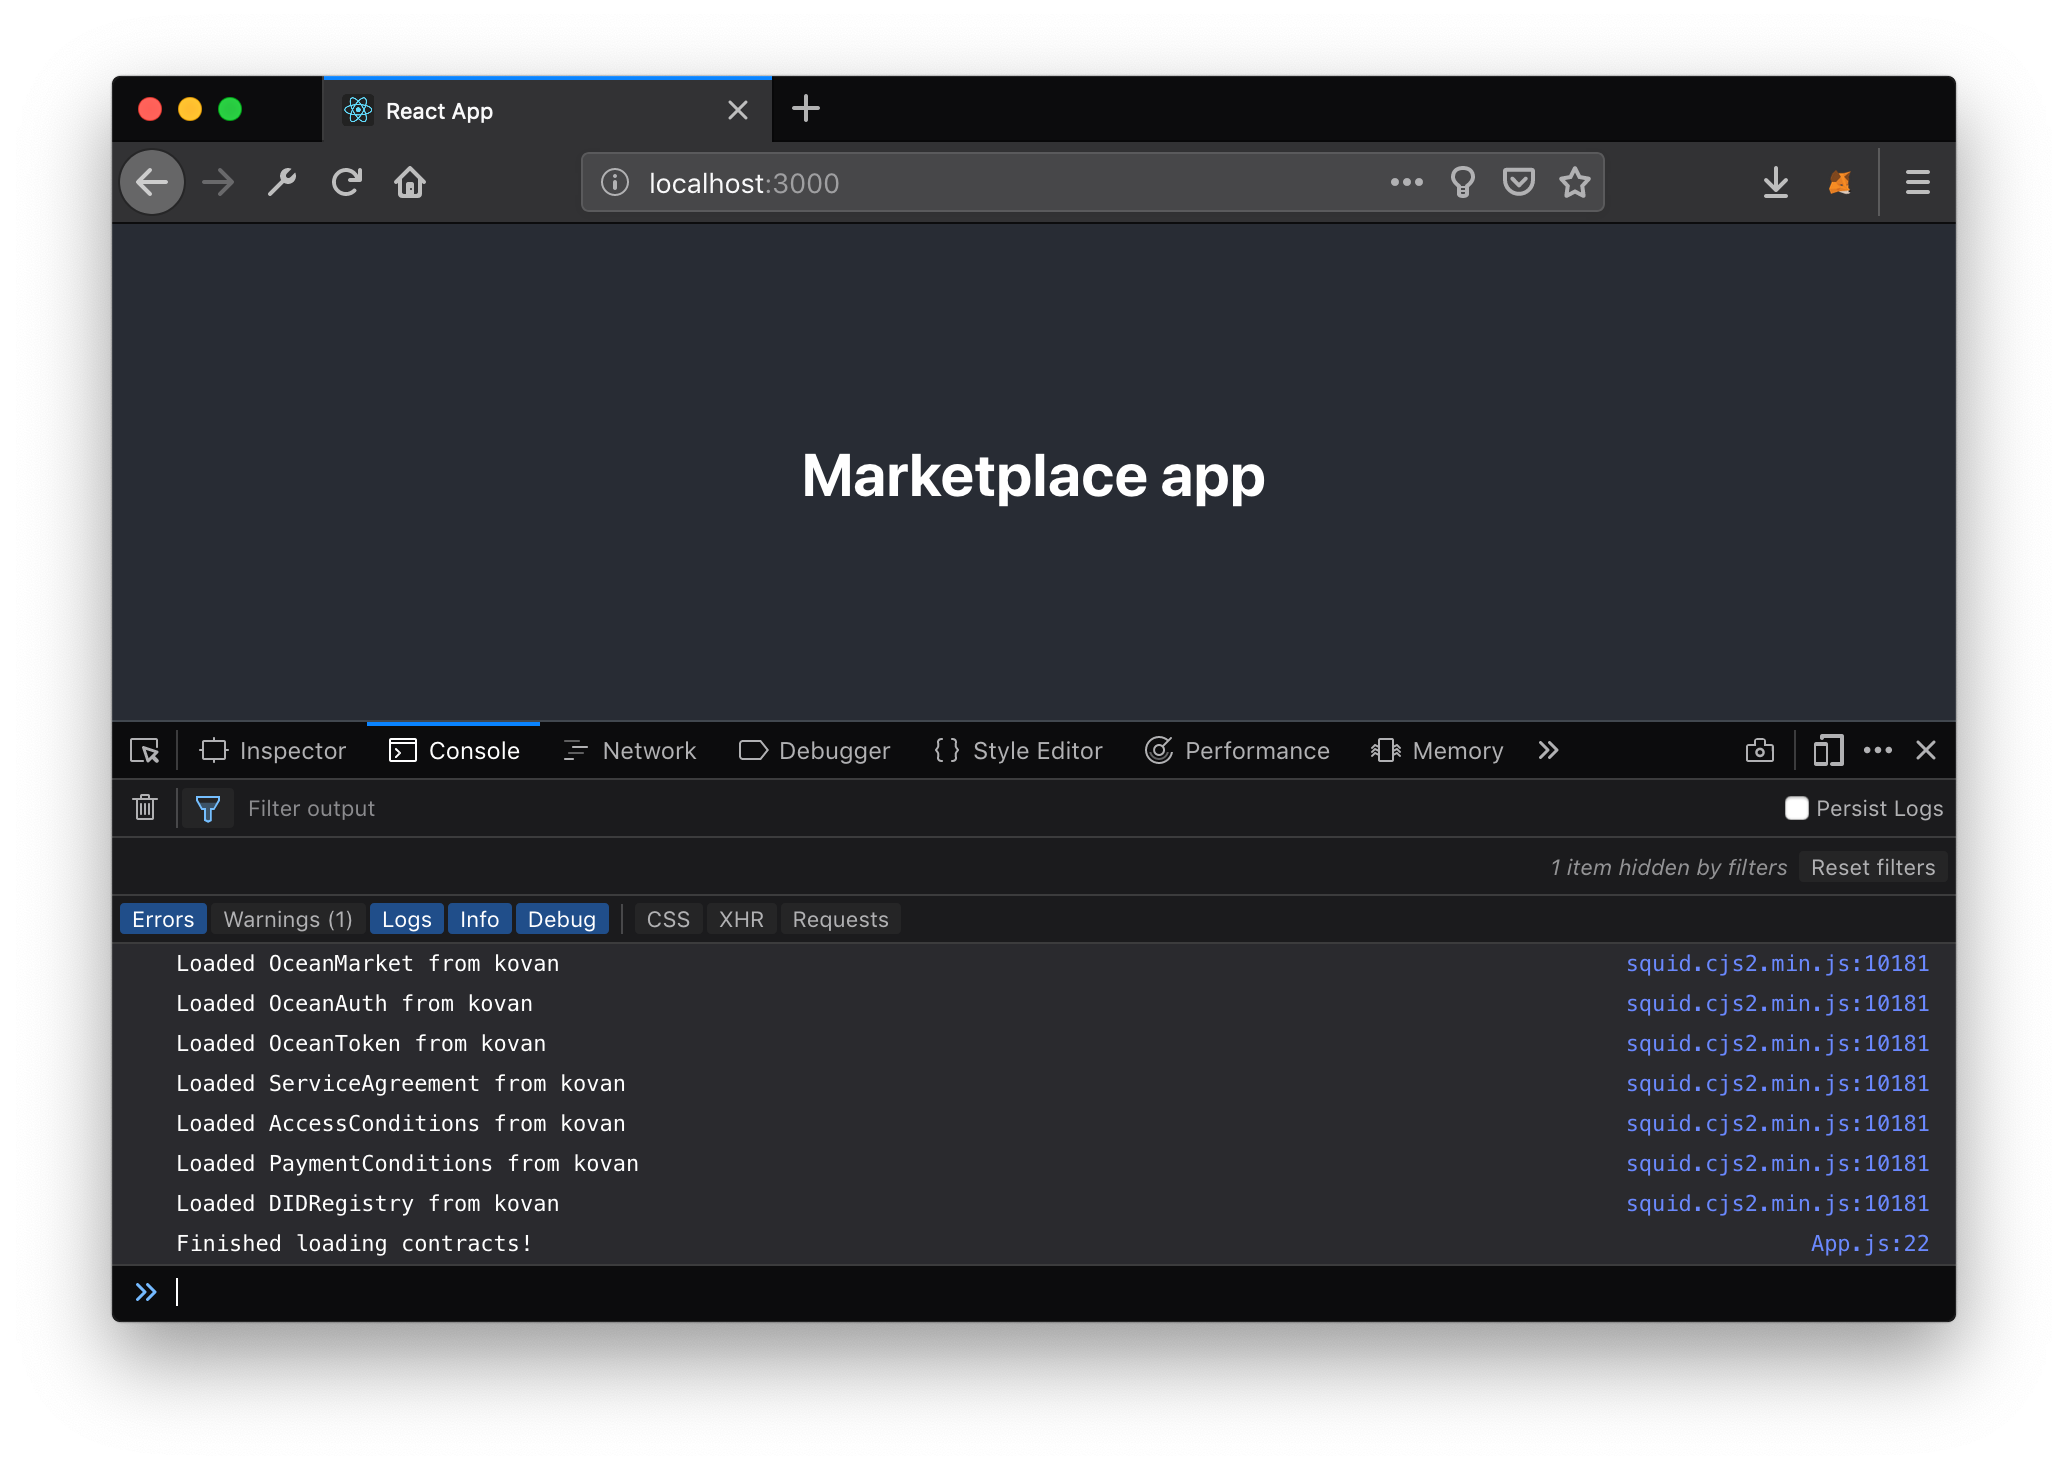 React App
localhost:3000
Marketplace app
Inspector Console Network Debugger {} Style Editor Performance Memory
Filter output Persist Logs
1 item hidden by filters Reset filters
Errors Warnings (1) Logs Info Debug CSS XHR Requests
Loaded OceanMarket from kovan squid.cjs2.min.js:10181
Loaded OceanAuth from kovan squid.cjs2.min.js:10181
Loaded OceanToken from kovan squid.cjs2.min.js:10181
Loaded ServiceAgreement from kovan squid.cjs2.min.js:10181
Loaded AccessConditions from kovan squid.cjs2.min.js:10181
Loaded PaymentConditions from kovan squid.cjs2.min.js:10181
Loaded DIDRegistry from kovan squid.cjs2.min.js:10181
Finished loading contracts! App.js:22